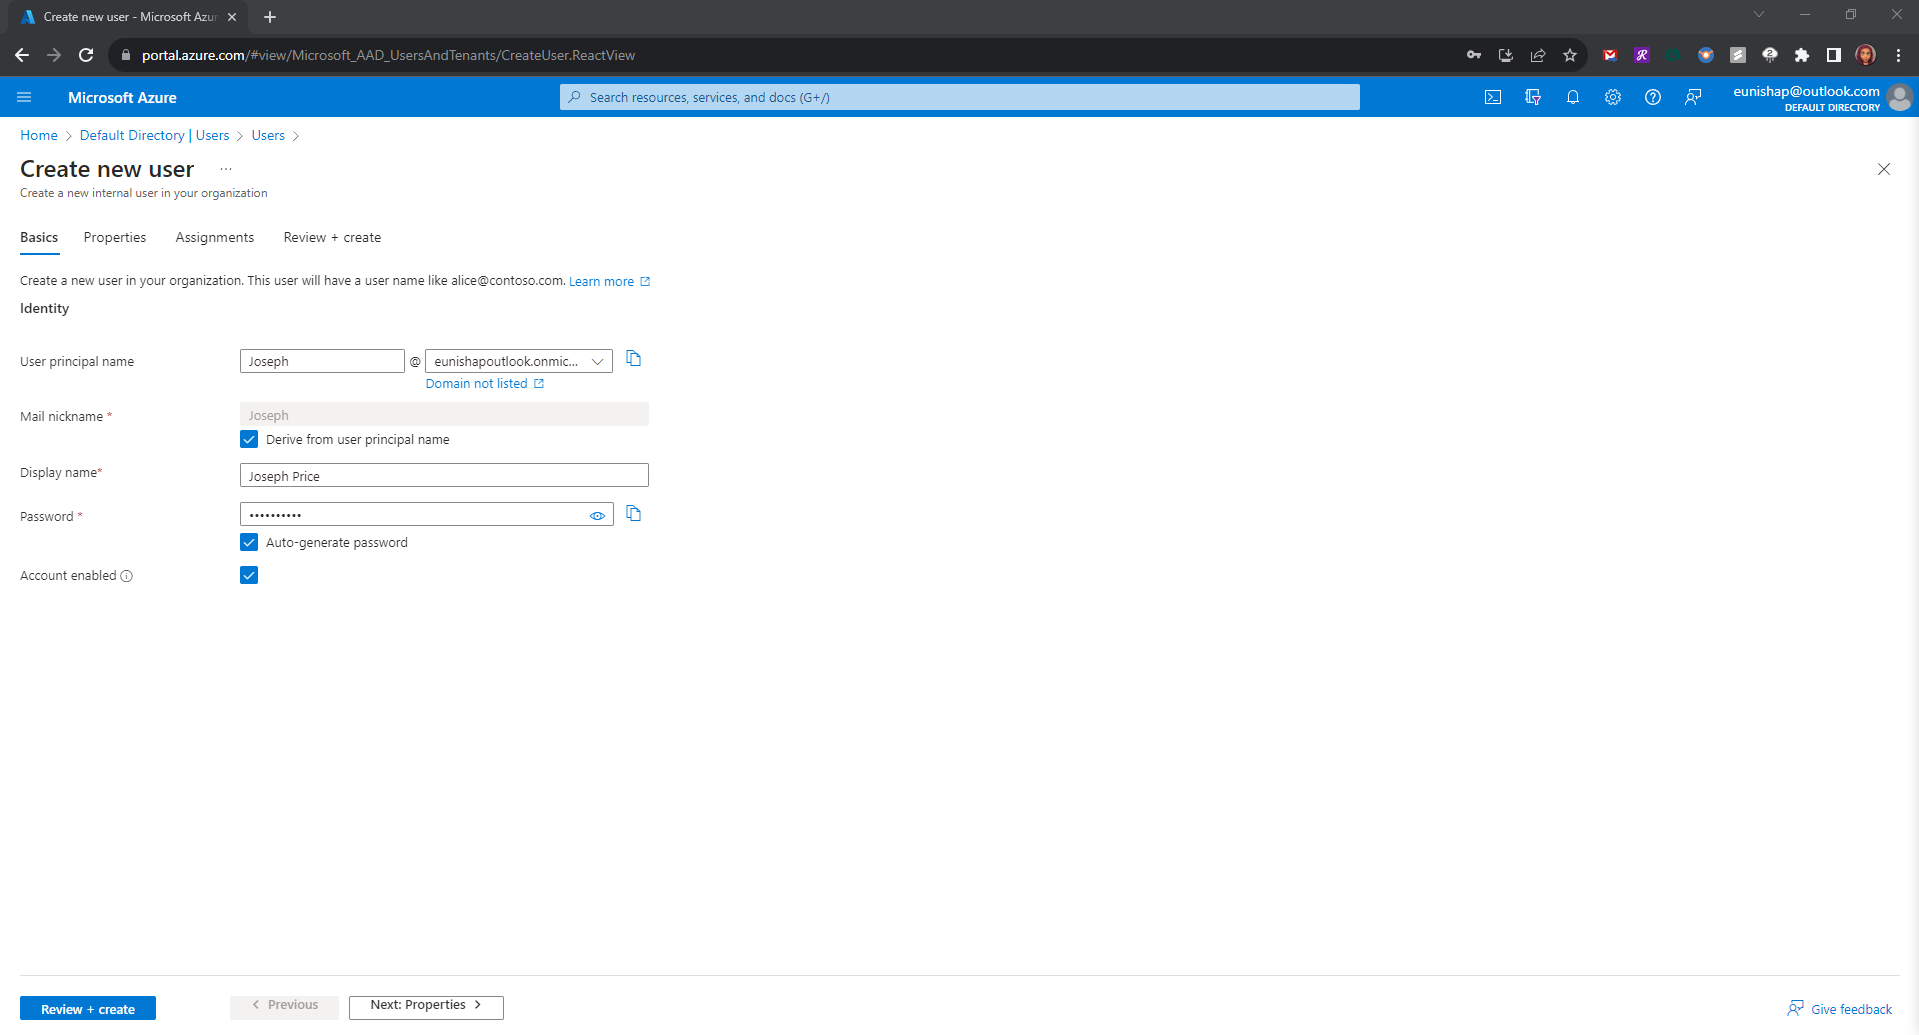 Create new user - Microsoft Azur
portal.azure.com/#view/Microsoft_AAD_UsersAndTenants/CreateUser.ReactView
Microsoft Azure
Search resources, services, and docs (G+/)
eunishap@outlook.com
DEFAULT DIRECTORY
Home > Default Directory | Users > Users >
Create new user ...
Create a new internal user in your organization
Basics Properties Assignments Review + create
Create a new user in your organization. This user will have a user name like alice@contoso.com. Learn more
Identity
User principal name Joseph @ eunishapoutlook.onmic...
Domain not listed
Mail nickname * Joseph
Derive from user principal name
Display name* Joseph Price
Password * ••••••••••
Auto-generate password
Account enabled
Review + create < Previous Next: Properties > Give feedback